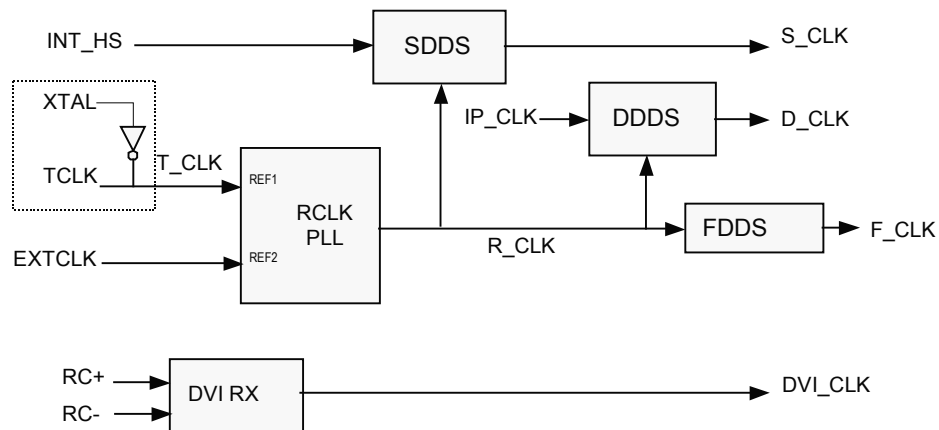 INT_HS
SDDS
S_CLK
XTAL
IP_CLK
DDDS
D_CLK
TCLK
T_CLK
REF1
RCLK
PLL
R_CLK
FDDS
F_CLK
EXTCLK
REF2
RC+
RC-
DVI RX
DVI_CLK